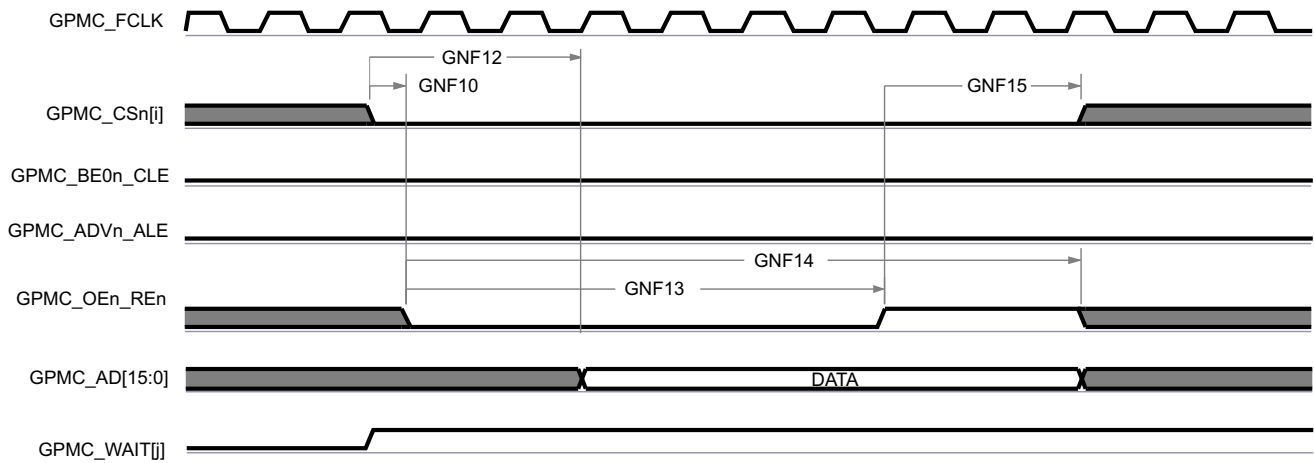 GPMC_FCLK
GNF12
GNF10
GNF15
GPMC_CSn[i]
GPMC_BE0n_CLE
GPMC_ADVn_ALE
GNF14
GNF13
GPMC_OEn_REn
GPMC_AD[15:0]
DATA
GPMC_WAIT[j]